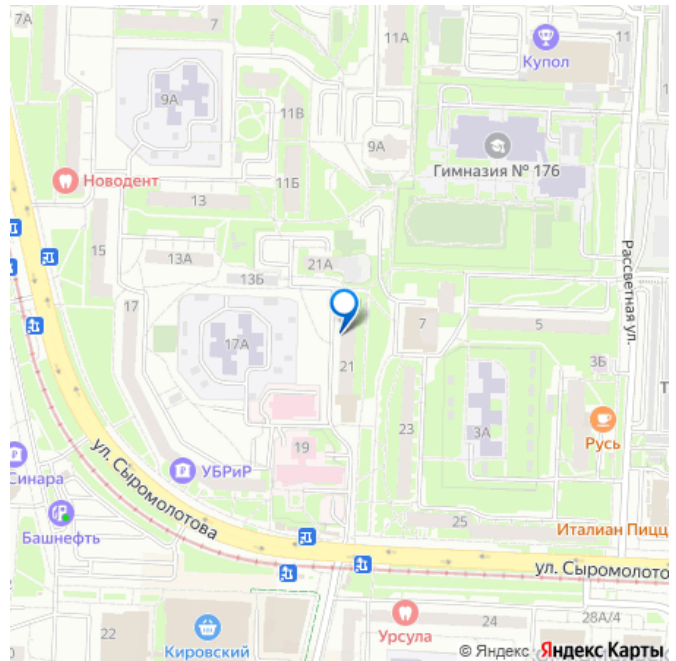 7А
7
11А
11
Купол
9А
11В
9А
Гимназия № 176
Новодент
11Б
13
15
13А
21А
13Б
Рассветная ул.
17
7
5
17А
21
3Б
Русь
19
23
3А
УБРиР
Синара
ул. Сыромолотова
Башнефть
25
Италиан Пицц
ул. Сыромолото
22
Кировский
Урсула
24
28А/4
© Яндекс Яндекс Карты